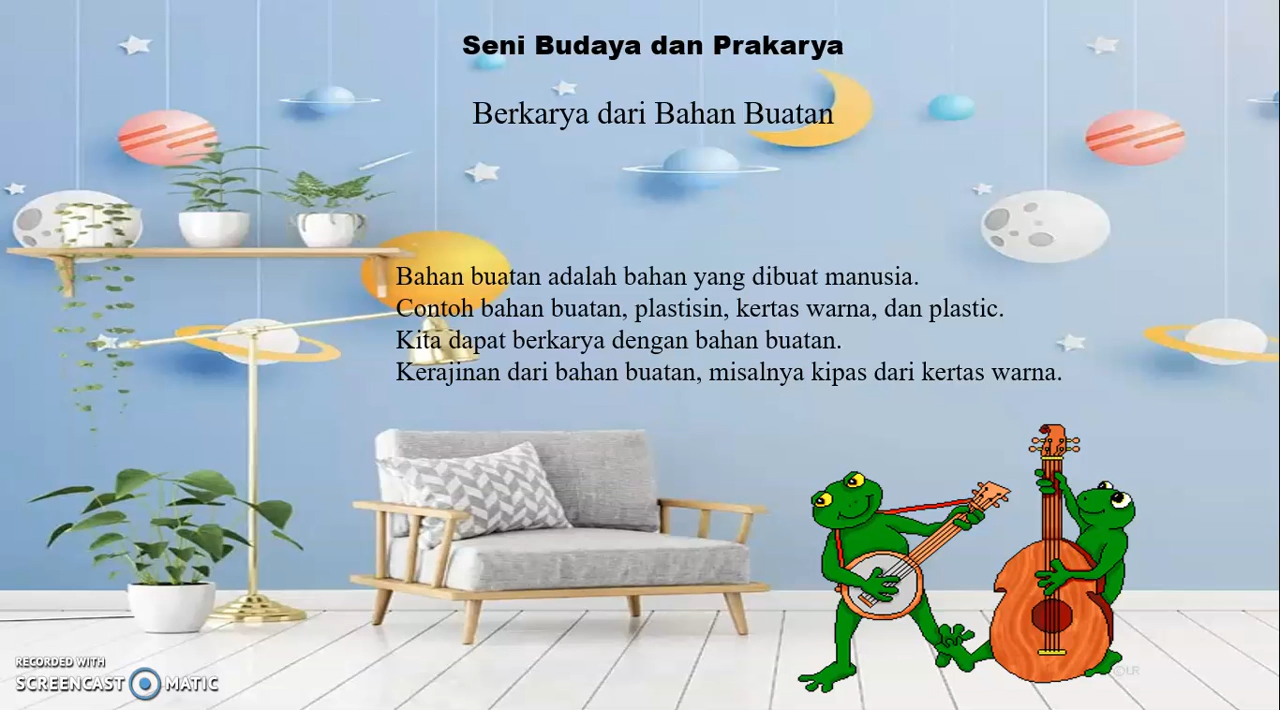 Seni Budaya dan Prakarya
Berkarya dari Bahan Buatan
Bahan buatan adalah bahan yang dibuat manusia.
Contoh bahan buatan, plastisin, kertas warna, dan plastic.
Kita dapat berkarya dengan bahan buatan.
Kerajinan dari bahan buatan, misalnya kipas dari kertas warna.
RECORDED WITH
SCREENCAST MATIC
©LR